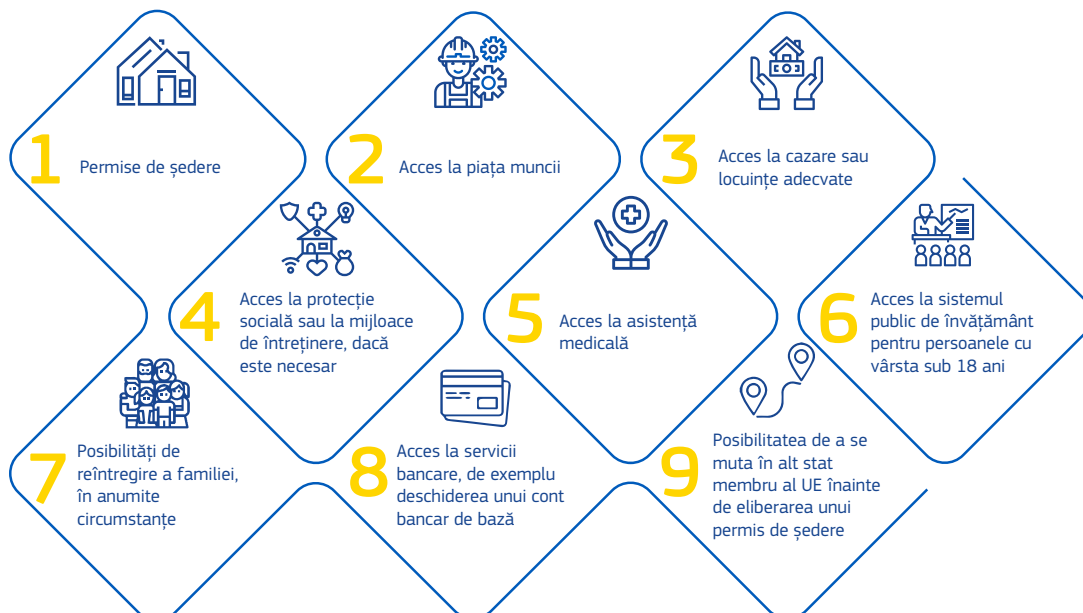 1
Permise de ședere
2
Acces la piața muncii
3
Acces la cazare sau
locuințe adecvate
4
Acces la protecție
socială sau la mijloace
de întreținere, dacă
este necesar
5
Acces la asistență
medicală
6
Acces la sistemul
public de învățământ
pentru persoanele cu
vârsta sub 18 ani
7
Posibilități de
reîntregire a familiei,
în anumite
circumstanțe
8
Acces la servicii
bancare, de exemplu
deschiderea unui cont
bancar de bază
9
Posibilitatea de a se
muta în alt stat
membru al UE înainte
de eliberarea unui
permis de ședere